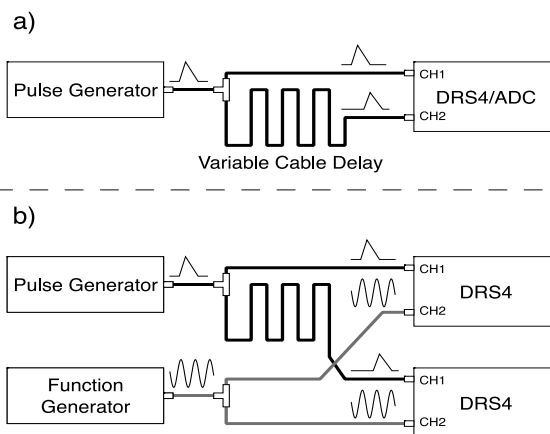 a)
Pulse Generator
CH1
DRS4/ADC
CH2
Variable Cable Delay
b)
Pulse Generator
CH1
DRS4
CH2
Function
Generator
CH1
DRS4
CH2